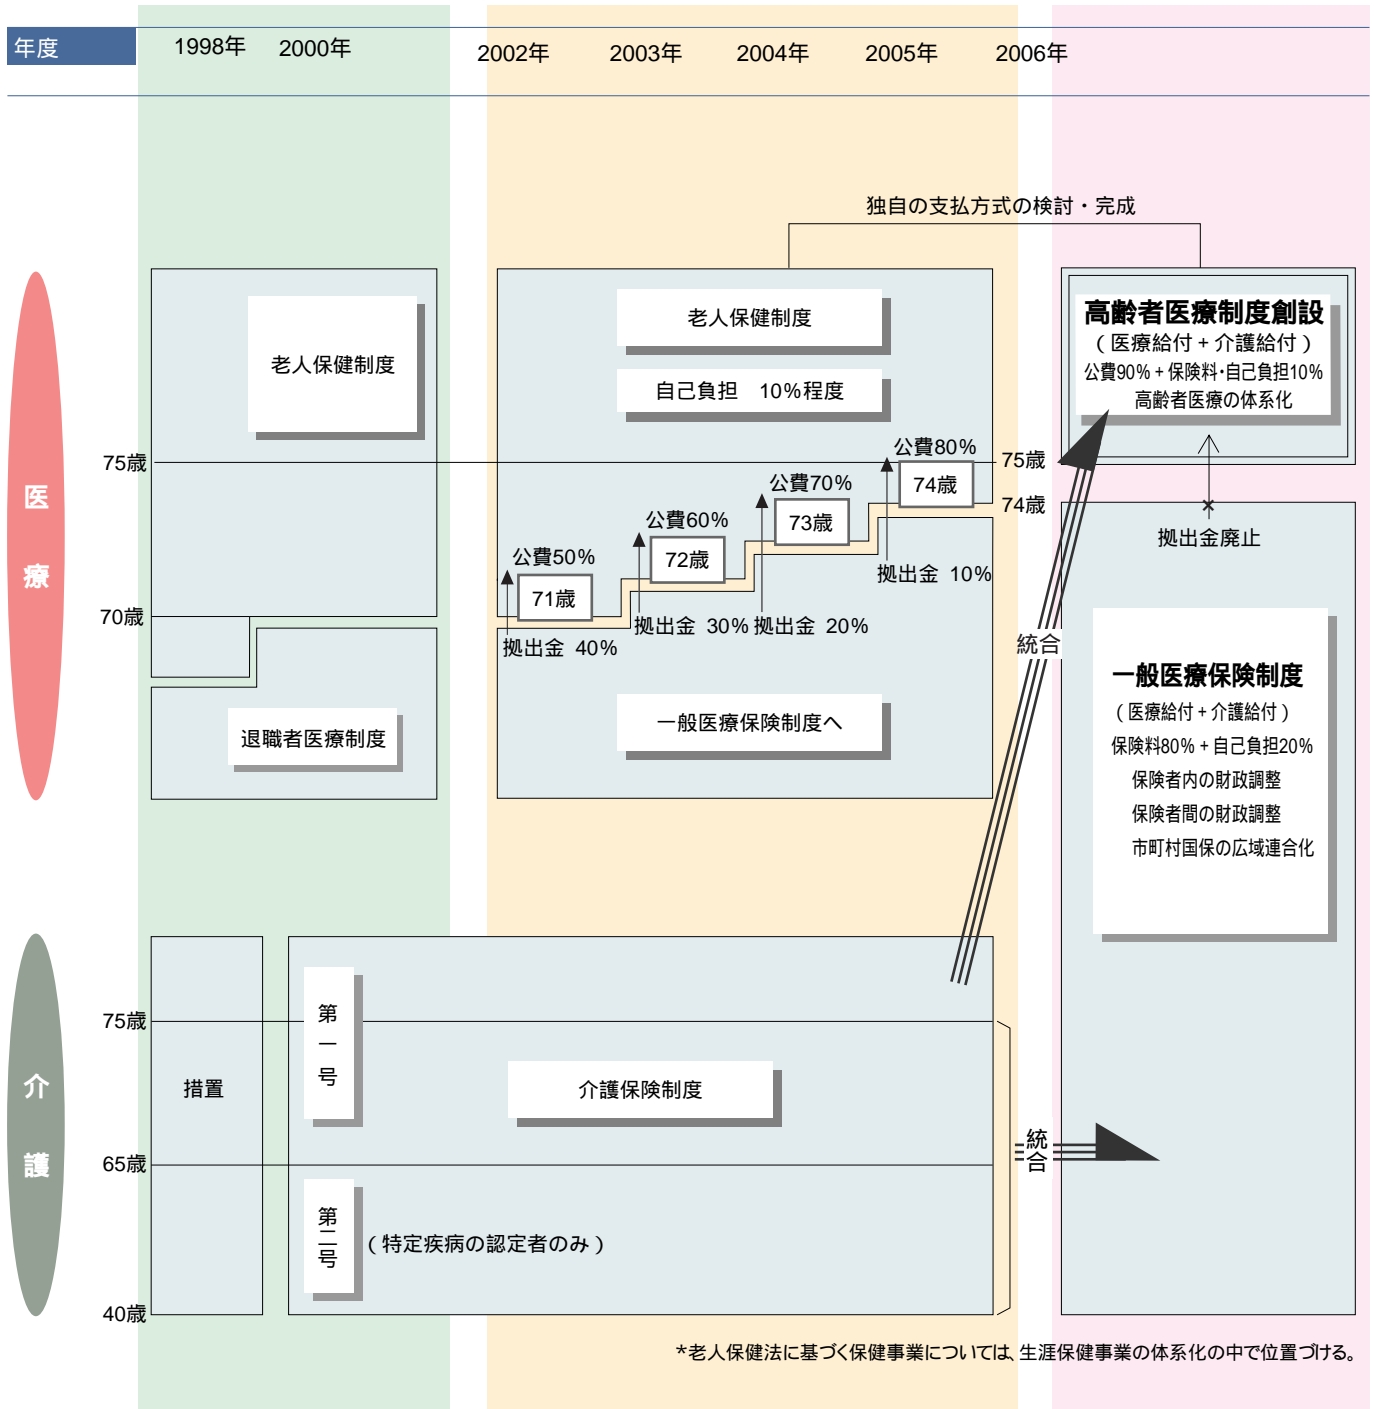 年度
1998年
2000年
2002年
2003年
2004年
2005年
2006年
独自の支払方式の検討・完成
医療
老人保健制度
老人保健制度
自己負担 10%程度
高齢者医療制度創設
(医療給付+介護給付)
公費90%+保険料・自己負担10%
高齢者医療の体系化
75歳
75歳
74歳
70歳
公費80%
74歳
公費70%
73歳
公費60%
72歳
公費50%
71歳
拠出金 10%
拠出金 20%
拠出金 30%
拠出金 40%
拠出金廃止
統合
退職者医療制度
一般医療保険制度へ
一般医療保険制度
(医療給付+介護給付)
保険料80%+自己負担20%
保険者内の財政調整
保険者間の財政調整
市町村国保の広域連合化
介護
75歳
65歳
40歳
措置
第一号
介護保険制度
第二号
(特定疾病の認定者のみ)
統合
*老人保健法に基づく保健事業については、生涯保健事業の体系化の中で位置づける。